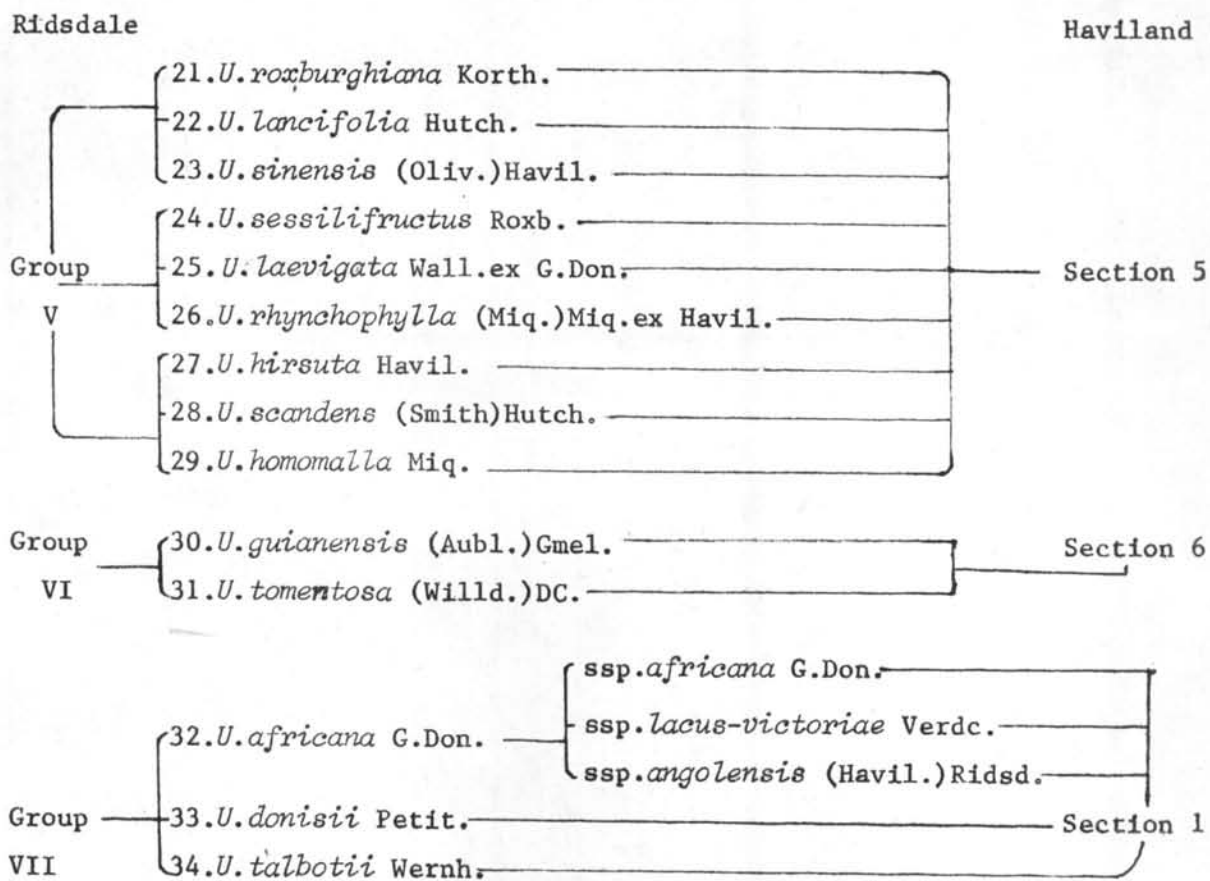 Ridsdale Haviland
21.U.roxburghiana Korth.
22.U.lancifolia Hutch.
23.U.sinensis (Oliv.)Havil.
24.U.sessilifructus Roxb.
Group 25.U.laevigata Wall.ex G.Don. Section 5
V 26.U.rhynchophylla (Miq.)Miq.ex Havil.
27.U.hirsuta Havil.
28.U.scandens (Smith)Hutch.
29.U.homomalla Miq.
Group 30.U.guianensis (Aubl.)Gmel. Section 6
VI 31.U.tomentosa (Willd.)DC.
ssp.africana G.Don.
32.U.africana G.Don. ssp.lacus-victoriae Verdc.
ssp.angolensis (Havil.)Ridsd.
Group 33.U.donisii Petit. Section 1
VII 34.U.talbotii Wernh.